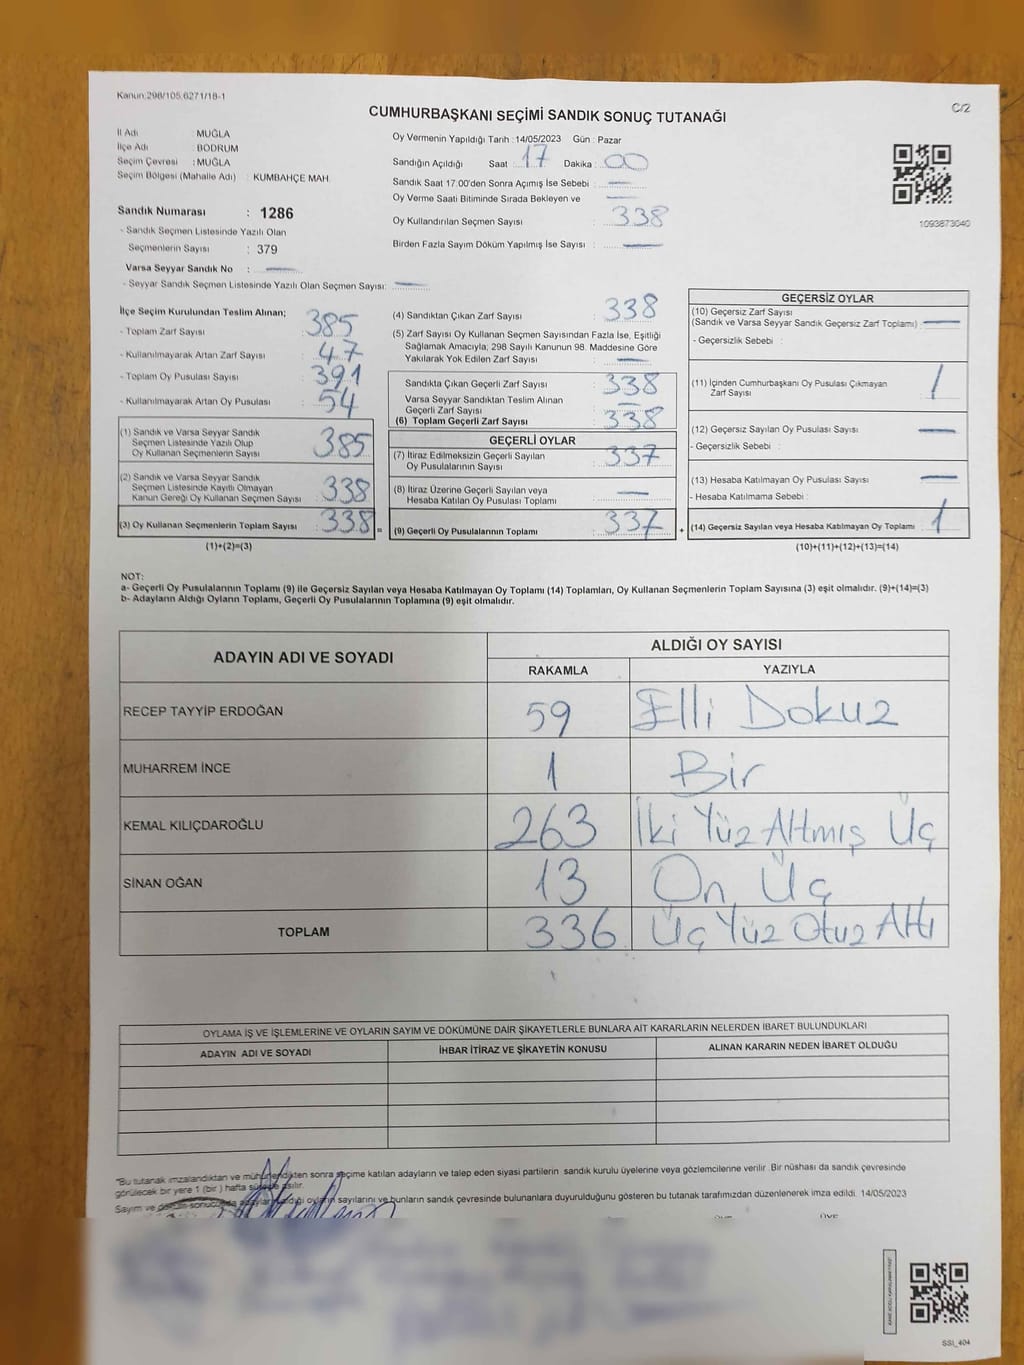 Kanun:298/105,6271/18-1
C/2
CUMHURBAŞKANI SEÇİMİ SANDIK SONUÇ TUTANAĞI
İl Adı : MUĞLA
İlçe Adı : BODRUM
Seçim Çevresi : MUĞLA
Seçim Bölgesi (Mahalle Adı) : KUMBAHÇE MAH.
Sandık Numarası : 1286
- Sandık Seçmen Listesinde Yazılı Olan
Seçmenlerin Sayısı : 379
Varsa Seyyar Sandık No : —
- Seyyar Sandık Seçmen Listesinde Yazılı Olan Seçmen Sayısı: —
Oy Vermenin Yapıldığı Tarih : 14/05/2023 Gün : Pazar
Sandığın Açıldığı Saat : 17 Dakika : 00
Sandık Saat 17:00'den Sonra Açımış İse Sebebi : —
Oy Verme Saati Bitiminde Sırada Bekleyen ve —
Oy Kullandırılan Seçmen Sayısı : 338
Birden Fazla Sayım Döküm Yapılmış İse Sayısı : —
1093873040
İlçe Seçim Kurulundan Teslim Alınan;
- Toplam Zarf Sayısı : 385
- Kullanılmayarak Artan Zarf Sayısı : 47
- Toplam Oy Pusulası Sayısı : 391
- Kullanılmayarak Artan Oy Pusulası : 54
(1) Sandık ve Varsa Seyyar Sandık
Seçmen Listesinde Yazılı Olup
Oy Kullanan Seçmenlerin Sayısı : 385
(2) Sandık ve Varsa Seyyar Sandık
Seçmen Listesinde Kayıtlı Olmayan
Kanun Gereği Oy Kullanan Seçmen Sayısı : 338
(3) Oy Kullanan Seçmenlerin Toplam Sayısı : 338 =
(1)+(2)=(3)
(4) Sandıktan Çıkan Zarf Sayısı : 338
(5) Zarf Sayısı Oy Kullanan Seçmen Sayısından Fazla İse, Eşitliği
Sağlamak Amacıyla; 298 Sayılı Kanunun 98. Maddesine Göre
Yakılarak Yok Edilen Zarf Sayısı : —
Sandıkta Çıkan Geçerli Zarf Sayısı : 338
Varsa Seyyar Sandıktan Teslim Alınan
Geçerli Zarf Sayısı : —
(6) Toplam Geçerli Zarf Sayısı : 338
GEÇERLİ OYLAR
(7) İtiraz Edilmeksizin Geçerli Sayılan
Oy Pusulalarının Sayısı : 337
(8) İtiraz Üzerine Geçerli Sayılan veya
Hesaba Katılan Oy Pusulası Toplamı : —
(9) Geçerli Oy Pusulalarının Toplamı : 337 +
GEÇERSİZ OYLAR
(10) Geçersiz Zarf Sayısı
(Sandık ve Varsa Seyyar Sandık Geçersiz Zarf Toplamı) : —
- Geçersizlik Sebebi :
(11) İçinden Cumhurbaşkanı Oy Pusulası Çıkmayan
Zarf Sayısı : 1
(12) Geçersiz Sayılan Oy Pusulası Sayısı : —
- Geçersizlik Sebebi :
(13) Hesaba Katılmayan Oy Pusulası Sayısı : —
- Hesaba Katılmama Sebebi :
(14) Geçersiz Sayılan veya Hesaba Katılmayan Oy Toplamı : 1
(10)+(11)+(12)+(13)=(14)
NOT:
a- Geçerli Oy Pusulalarının Toplamı (9) ile Geçersiz Sayılan veya Hesaba Katılmayan Oy Toplamı (14) Toplamları, Oy Kullanan Seçmenlerin Toplam Sayısına (3) eşit olmalıdır. (9)+(14)=(3)
b- Adayların Aldığı Oyların Toplamı, Geçerli Oy Pusulalarının Toplamına (9) eşit olmalıdır.
ADAYIN ADI VE SOYADI ALDIĞI OY SAYISI
RAKAMLA YAZIYLA
RECEP TAYYİP ERDOĞAN 59 Elli Dokuz
MUHARREM İNCE 1 Bir
KEMAL KILIÇDAROĞLU 263 İki Yüz Altmış Üç
SİNAN OĞAN 13 On Üç
TOPLAM 336 Üç Yüz Otuz Altı
OYLAMA İŞ VE İŞLEMLERİNE VE OYLARIN SAYIM VE DÖKÜMÜNE DAİR ŞİKAYETLERLE BUNLARA AİT KARARLARIN NELERDEN İBARET BULUNDUKLARI
ADAYIN ADI VE SOYADI İHBAR İTİRAZ VE ŞİKAYETİN KONUSU ALINAN KARARIN NEDEN İBARET OLDUĞU
"Bu tutanak imzalandıktan ve mühürlendikten sonra seçime katılan adayların ve talep eden siyasi partilerin sandık kurulu üyelerine veya gözlemcilerine verilir. Bir nüshası da sandık çevresinde
görülecek bir yere 1 (bir) hafta süreyle asılır.
Sayım ve döküm sonucunda adayların aldığı oyların sayılarını ve bunların sandık çevresinde bulunanlara duyurulduğunu gösteren bu tutanak tarafımızdan düzenlenerek imza edildi. 14/05/2023
ÜYE ÜYE
SSI_404